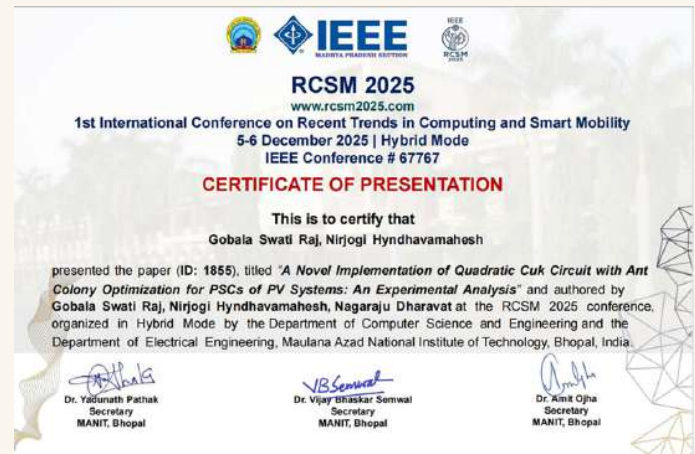 IEEE
MADHYA PRADESH SECTION
IEEE
RCSM
2025
RCSM 2025
www.rcsm2025.com
1st International Conference on Recent Trends in Computing and Smart Mobility
5-6 December 2025 | Hybrid Mode
IEEE Conference # 67767
CERTIFICATE OF PRESENTATION
This is to certify that
Gobala Swati Raj, Nirjogi Hyndhavamahesh
presented the paper (ID: 1855), titled "A Novel Implementation of Quadratic Cuk Circuit with Ant
Colony Optimization for PSCs of PV Systems: An Experimental Analysis" and authored by
Gobala Swati Raj, Nirjogi Hyndhavamahesh, Nagaraju Dharavat at the RCSM 2025 conference,
organized in Hybrid Mode by the Department of Computer Science and Engineering and the
Department of Electrical Engineering, Maulana Azad National Institute of Technology, Bhopal, India.
VBSemwal
Dr. Yadunath Pathak
Secretary
MANIT, Bhopal
Dr. Vijay Bhaskar Semwal
Secretary
MANIT, Bhopal
Dr. Amit Ojha
Secretary
MANIT, Bhopal